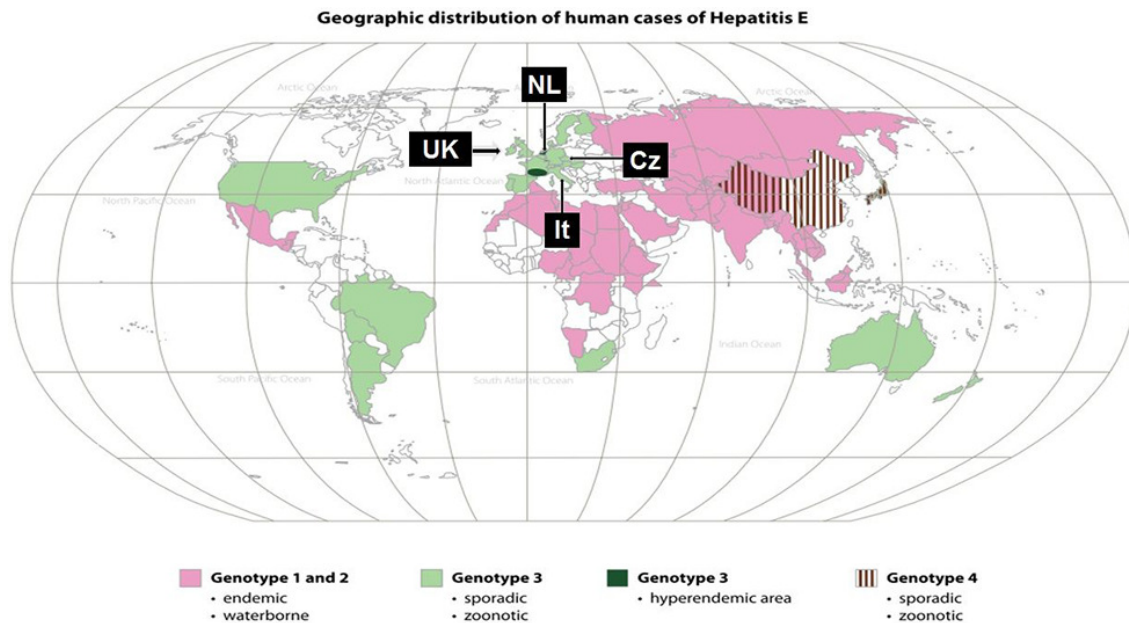 Geographic distribution of human cases of Hepatitis E
NL
Arctic Ocean
Arctic Ocean
UK
Cz
North Atlantic Ocean
North Pacific Ocean
It
Indian Ocean
South Pacific Ocean
South Atlantic Ocean
Genotype 1 and 2
• endemic
• waterborne
Genotype 3
• sporadic
• zoonotic
Genotype 3
• hyperendemic area
Genotype 4
• sporadic
• zoonotic